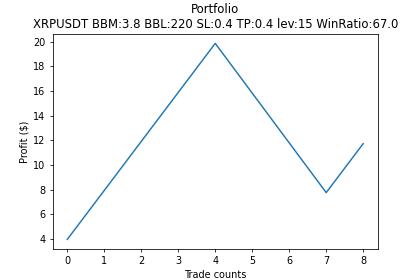 Portfolio
XRPUSDT BBM:3.8 BBL:220 SL:0.4 TP:0.4 lev:15 WinRatio:67.0
20
18
16
14
12
10
8
6
4
Profit ($)
0 1 2 3 4 5 6 7 8
Trade counts